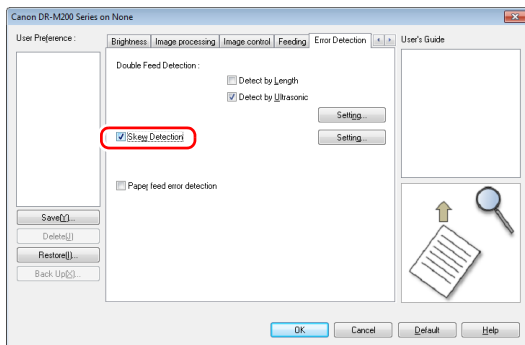 Canon DR-M200 Series on None
User Preference :
Brightness Image processing Image control Feeding Error Detection
User's Guide
Double Feed Detection :
Detect by Length
Detect by Ultrasonic
Setting...
Skew Detection
Setting...
Paper feed error detection
Save(Y)...
Delete(J)
Restore(I)...
Back Up(X)...
OK Cancel Default Help